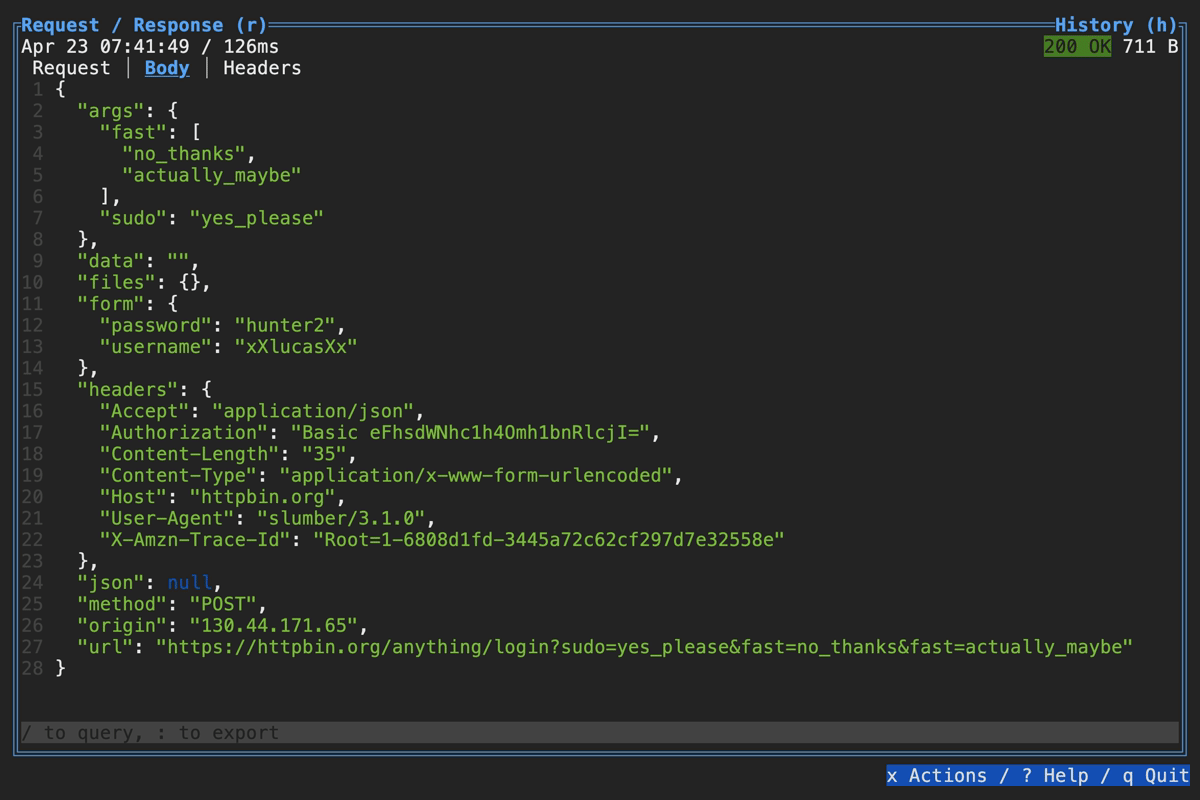 Request / Response (r) History (h)
Apr 23 07:41:49 / 126ms 200 OK 711 B
Request | Body | Headers
1 {
2   "args": {
3     "fast": [
4       "no_thanks",
5       "actually_maybe"
6     ],
7     "sudo": "yes_please"
8   },
9   "data": "",
10   "files": {},
11   "form": {
12     "password": "hunter2",
13     "username": "xXlucasXx"
14   },
15   "headers": {
16     "Accept": "application/json",
17     "Authorization": "Basic eFhsdWNhc1h4Omh1bnRlcjI=",
18     "Content-Length": "35",
19     "Content-Type": "application/x-www-form-urlencoded",
20     "Host": "httpbin.org",
21     "User-Agent": "slumber/3.1.0",
22     "X-Amzn-Trace-Id": "Root=1-6808d1fd-3445a72c62cf297d7e32558e"
23   },
24   "json": null,
25   "method": "POST",
26   "origin": "130.44.171.65",
27   "url": "https://httpbin.org/anything/login?sudo=yes_please&fast=no_thanks&fast=actually_maybe"
28 }
/ to query, : to export
x Actions / ? Help / q Quit